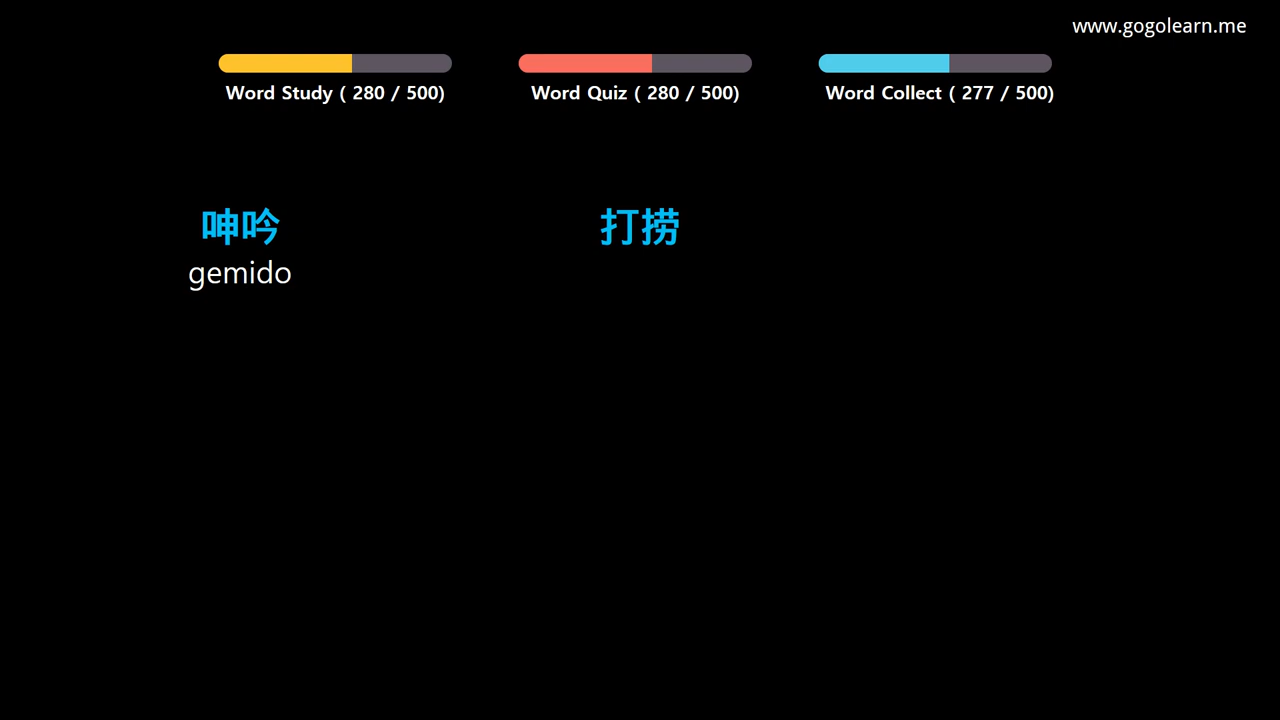 www.gogolearn.me
Word Study ( 280 / 500)
Word Quiz ( 280 / 500)
Word Collect ( 277 / 500)
呻吟
gemido
打捞